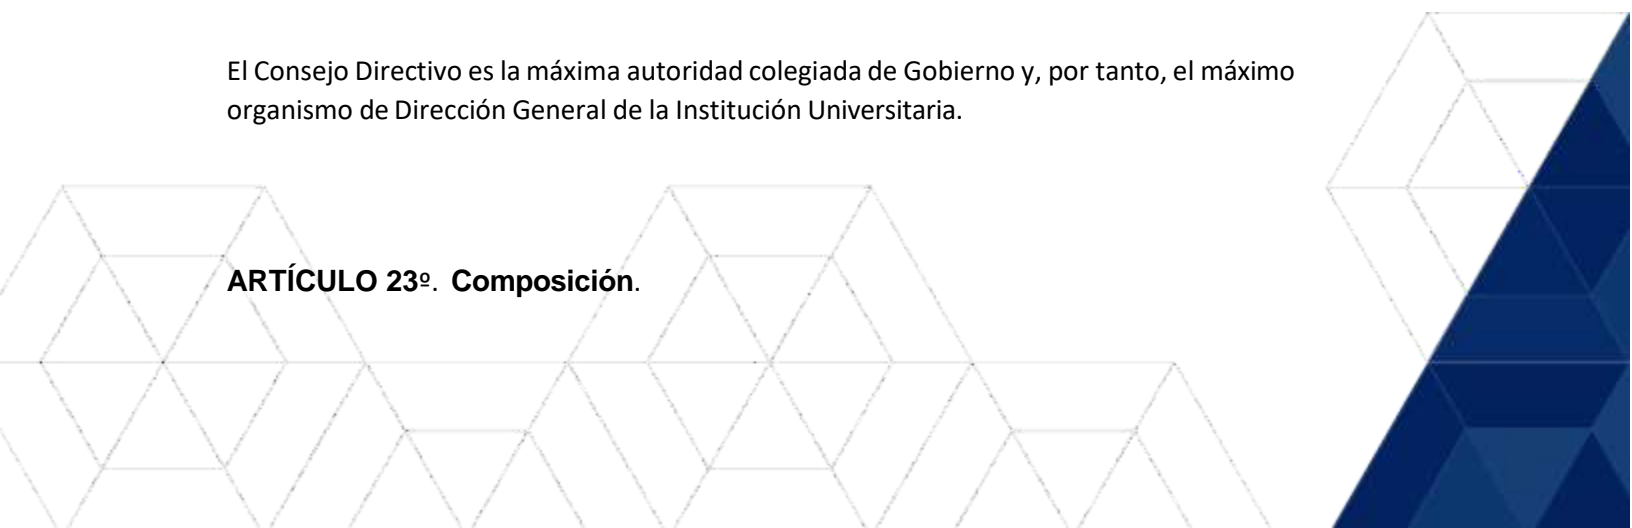 El Consejo Directivo es la máxima autoridad colegiada de Gobierno y, por tanto, el máximo
organismo de Dirección General de la Institución Universitaria.
ARTÍCULO 23º. Composición.